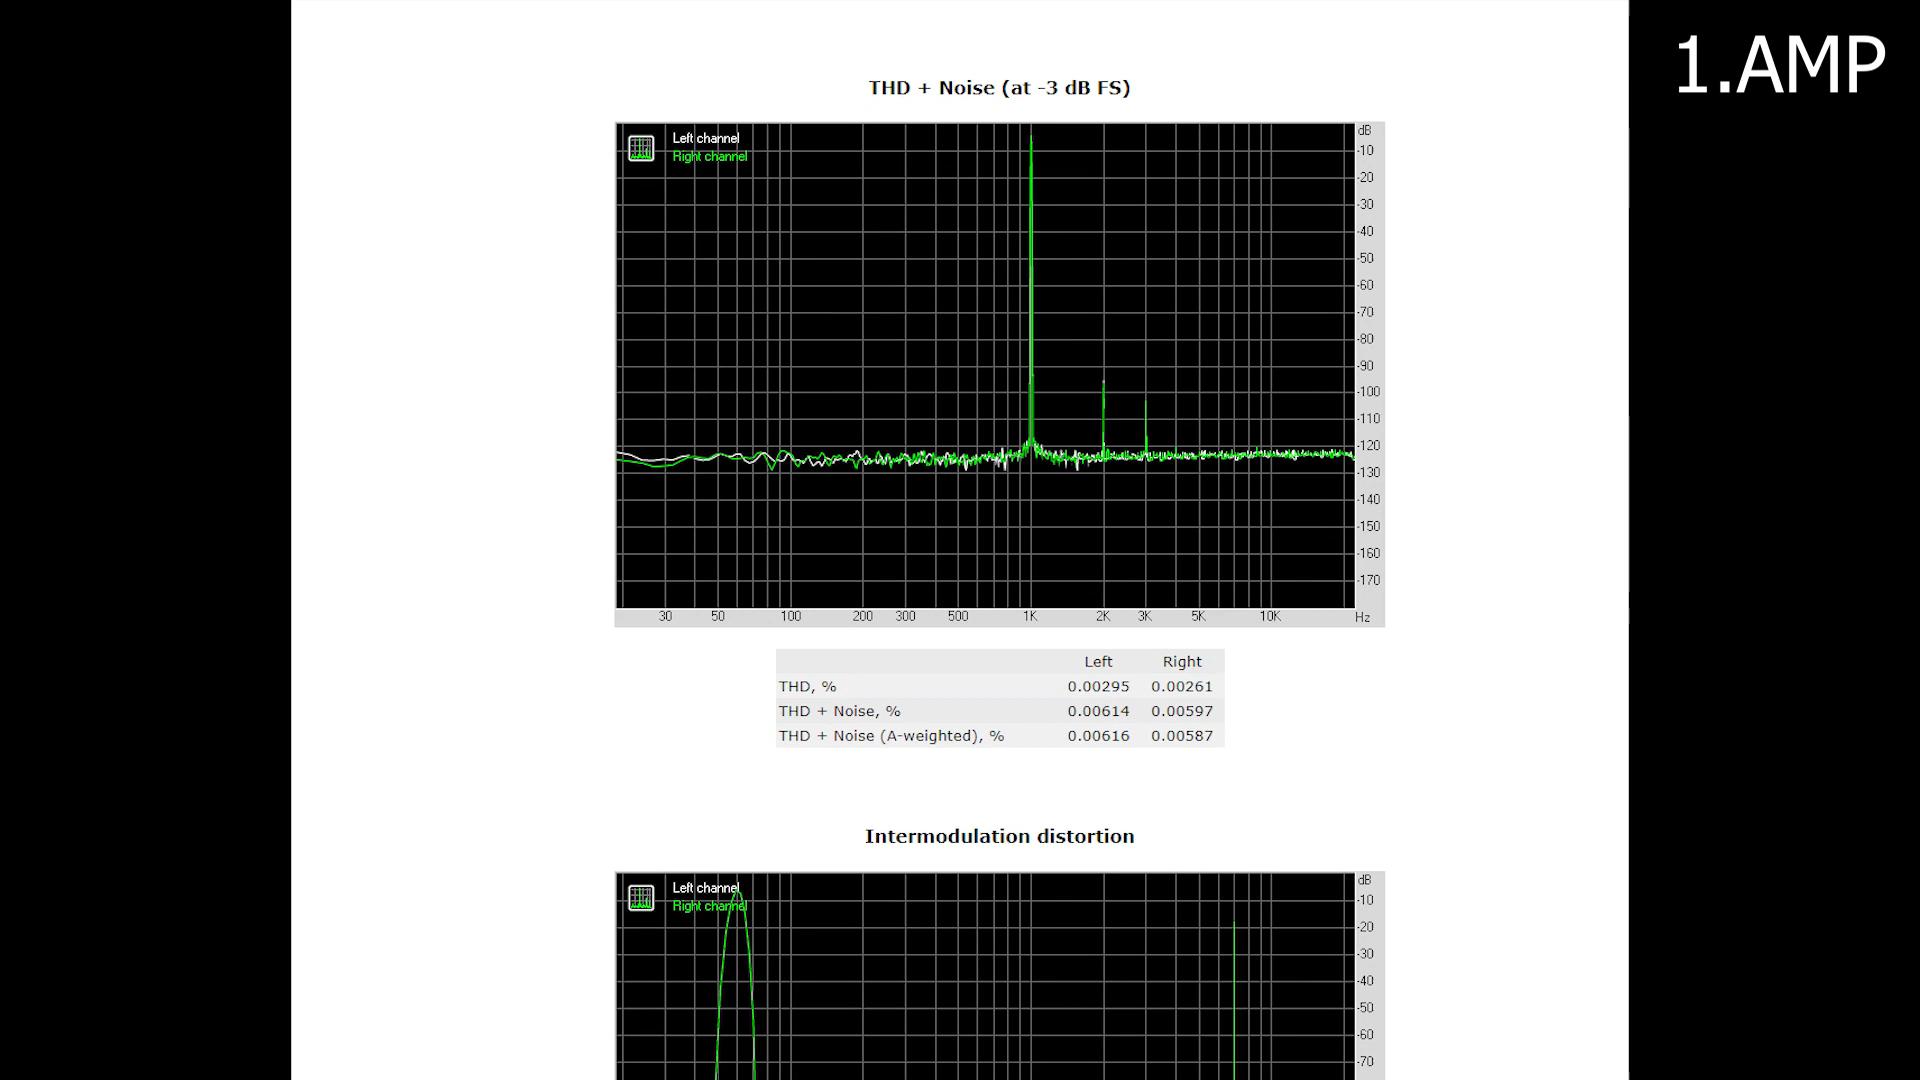 1.AMP
THD + Noise (at -3 dB FS)
Left channel
Right channel
dB
-10
-20
-30
-40
-50
-60
-70
-80
-90
-100
-110
-120
-130
-140
-150
-160
-170
30 50 100 200 300 500 1K 2K 3K 5K 10K Hz
Left Right
THD, % 0.00295 0.00261
THD + Noise, % 0.00614 0.00597
THD + Noise (A-weighted), % 0.00616 0.00587
Intermodulation distortion
Left channel
Right channel
dB
-10
-20
-30
-40
-50
-60
-70